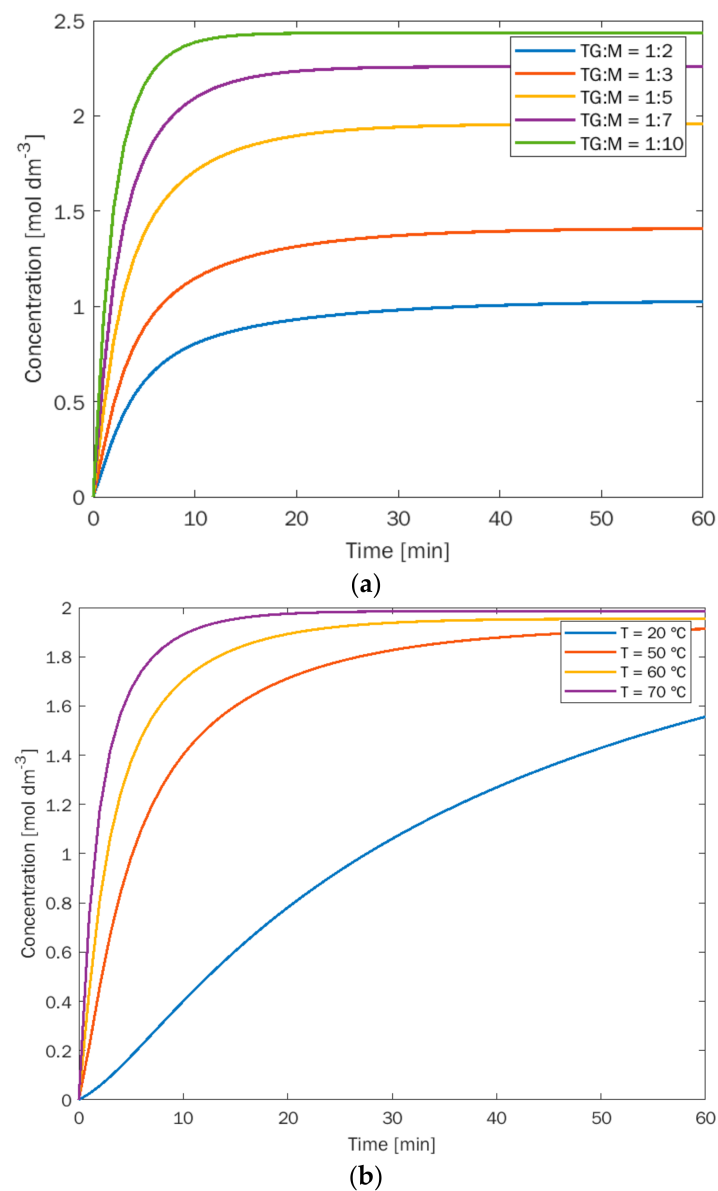 2.5
2
1.5
1
0.5
0
Concentration [mol dm-3]
TG:M = 1:2
TG:M = 1:3
TG:M = 1:5
TG:M = 1:7
TG:M = 1:10
0 10 20 30 40 50 60
Time [min]
(a)
2
1.8
1.6
1.4
1.2
1
0.8
0.6
0.4
0.2
0
Concentration [mol dm-3]
T = 20 °C
T = 50 °C
T = 60 °C
T = 70 °C
0 10 20 30 40 50 60
Time [min]
(b)